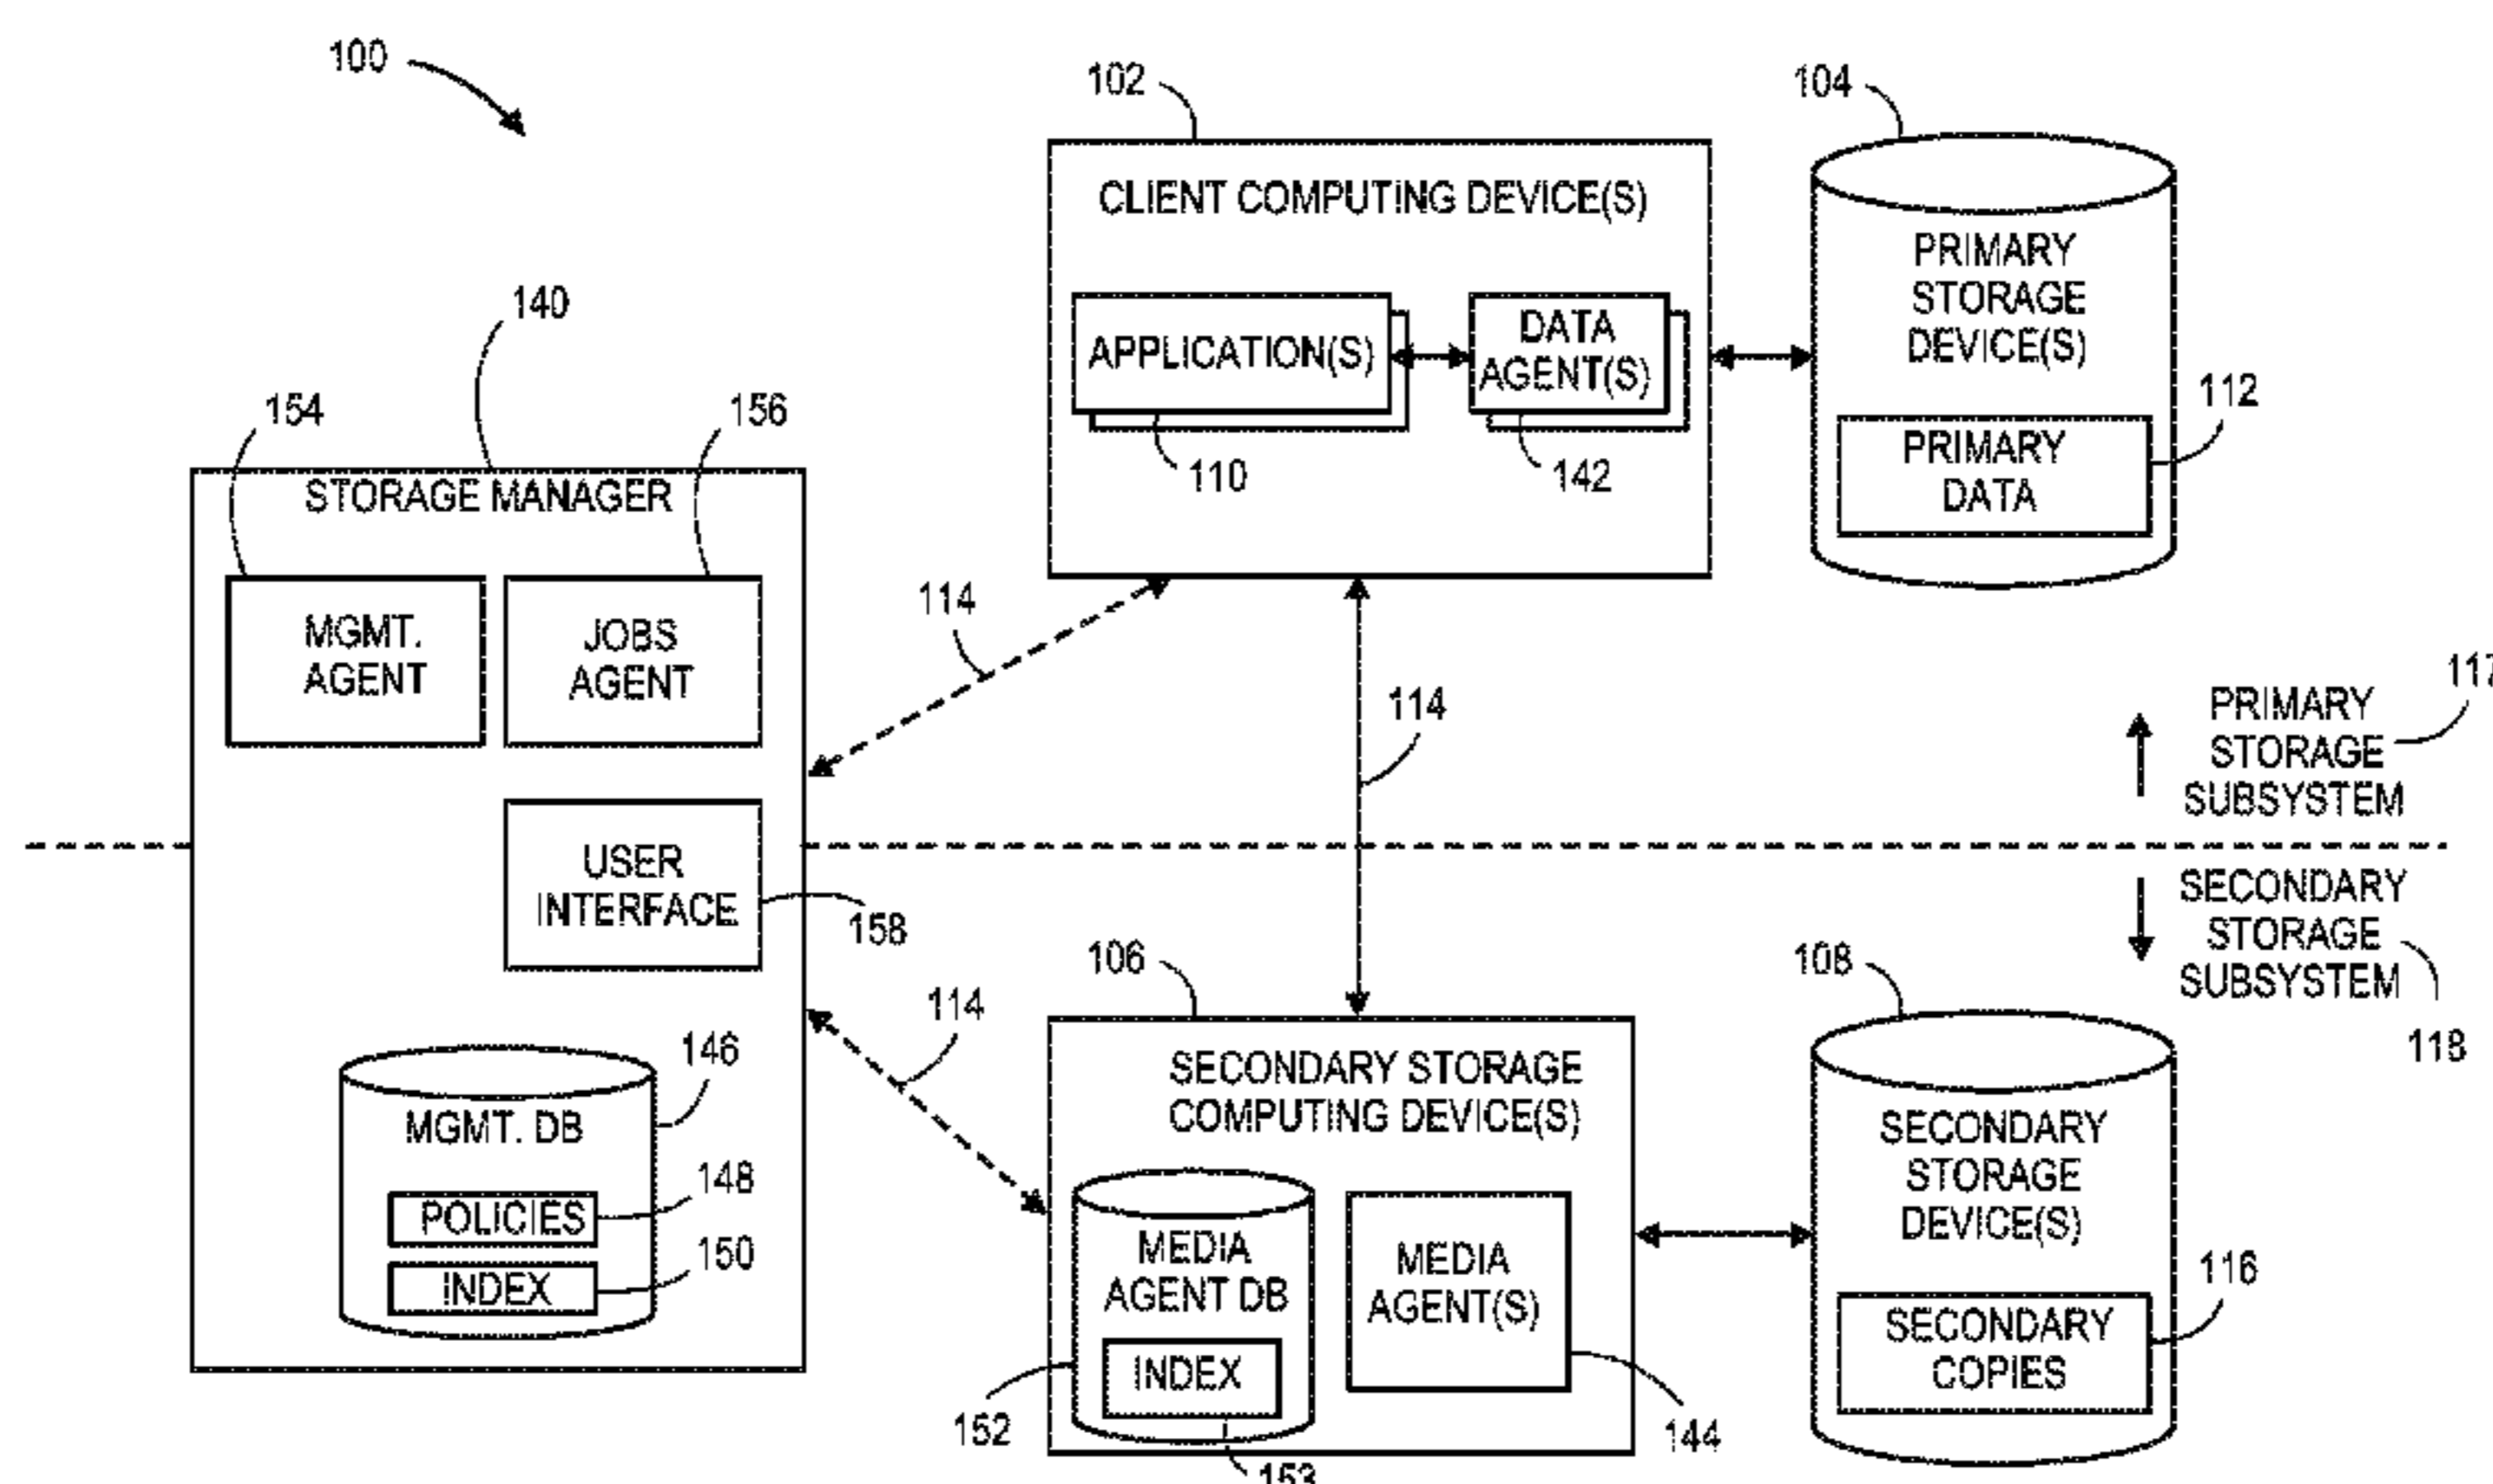 100
102
104
CLIENT COMPUTING DEVICE(S)
APPLICATION(S)
DATA
AGENT(S)
110
142
PRIMARY
STORAGE
DEVICE(S)
112
PRIMARY
DATA
140
154
156
STORAGE MANAGER
MGMT.
AGENT
JOBS
AGENT
114
114
117
PRIMARY
STORAGE
SUBSYSTEM
USER
INTERFACE
158
SECONDARY
STORAGE
SUBSYSTEM
118
114
106
108
146
MGMT. DB
POLICIES
148
INDEX
150
SECONDARY STORAGE
COMPUTING DEVICE(S)
MEDIA
AGENT DB
INDEX
152
153
MEDIA
AGENT(S)
144
SECONDARY
STORAGE
DEVICE(S)
116
SECONDARY
COPIES